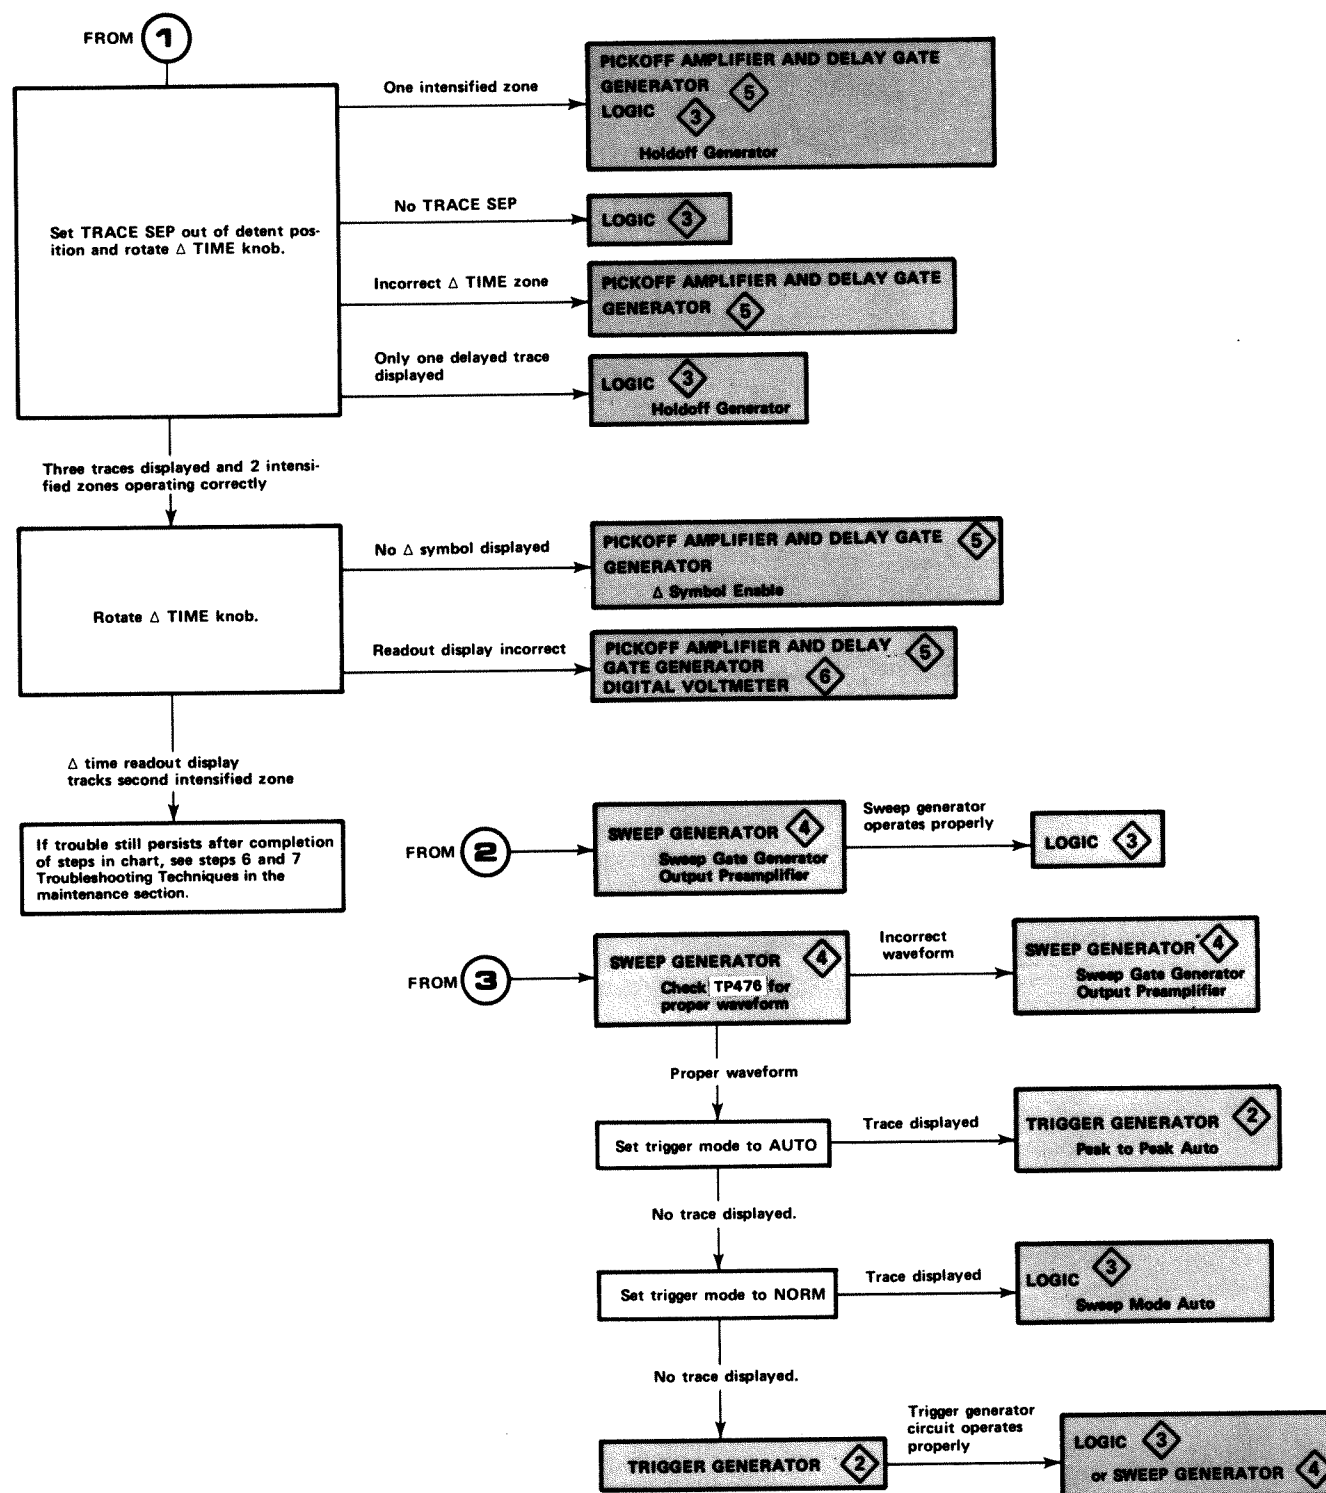 FROM 1
Set TRACE SEP out of detent pos-
ition and rotate Δ TIME knob.
One intensified zone
PICKOFF AMPLIFIER AND DELAY GATE
GENERATOR 5
LOGIC 3
Holdoff Generator
No TRACE SEP
LOGIC 3
Incorrect Δ TIME zone
PICKOFF AMPLIFIER AND DELAY GATE
GENERATOR 5
Only one delayed trace
displayed
LOGIC 3
Holdoff Generator
Three traces displayed and 2 intensi-
fied zones operating correctly
Rotate Δ TIME knob.
No Δ symbol displayed
PICKOFF AMPLIFIER AND DELAY GATE 5
GENERATOR
Δ Symbol Enable
Readout display incorrect
PICKOFF AMPLIFIER AND DELAY 5
GATE GENERATOR
DIGITAL VOLTMETER 6
Δ time readout display
tracks second intensified zone
If trouble still persists after completion
of steps in chart, see steps 6 and 7
Troubleshooting Techniques in the
maintenance section.
FROM 2
SWEEP GENERATOR 4
Sweep Gate Generator
Output Preamplifier
Sweep generator
operates properly
LOGIC 3
FROM 3
SWEEP GENERATOR 4
Check TP476 for
proper waveform
Incorrect
waveform
SWEEP GENERATOR 4
Sweep Gate Generator
Output Preamplifier
Proper waveform
Set trigger mode to AUTO
Trace displayed
TRIGGER GENERATOR 2
Peak to Peak Auto
No trace displayed.
Set trigger mode to NORM
Trace displayed
LOGIC 3
Sweep Mode Auto
No trace displayed.
TRIGGER GENERATOR 2
Trigger generator
circuit operates
properly
LOGIC 3
or SWEEP GENERATOR 4